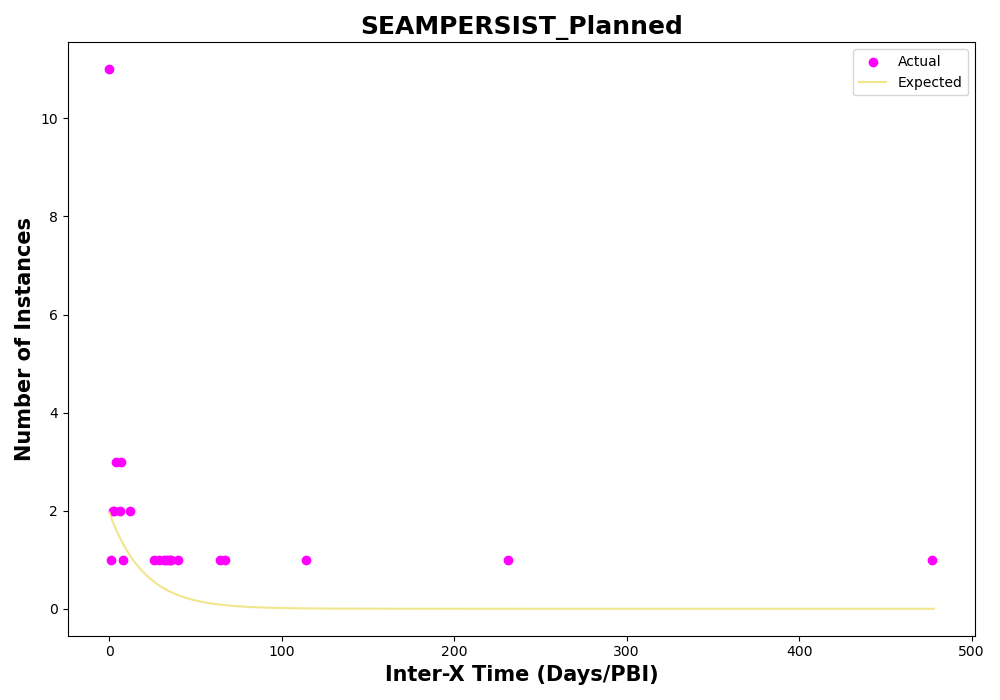 SEAMPERSIST_Planned
Actual
Expected
Number of Instances
10
8
6
4
2
0
0 100 200 300 400 500
Inter-X Time (Days/PBI)